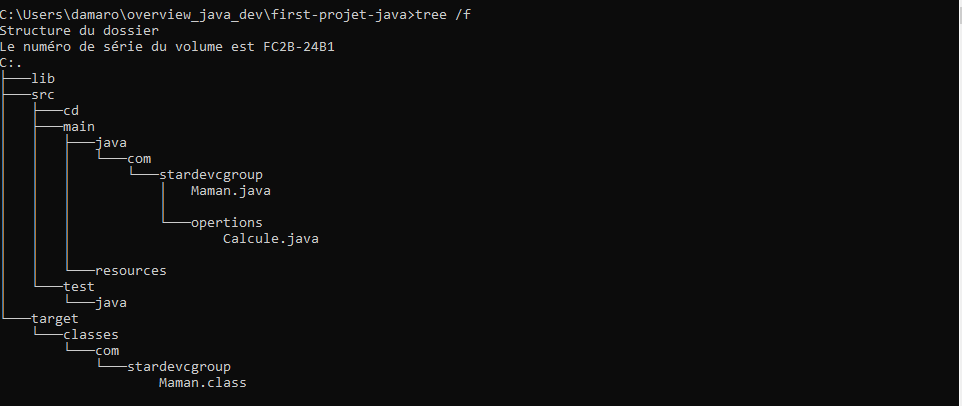 C:\Users\damaro\overview_java_dev\first-projet-java>tree /f
Structure du dossier
Le numéro de série du volume est FC2B-24B1
C:.
├───lib
├───src
│   ├───cd
│   ├───main
│   │   ├───java
│   │   │   └───com
│   │   │       └───stardevcgroup
│   │   │           │   Maman.java
│   │   │           │
│   │   │           └───opertions
│   │   │                   Calcule.java
│   │   │
│   │   └───resources
│   └───test
│       └───java
└───target
    └───classes
        └───com
            └───stardevcgroup
                    Maman.class